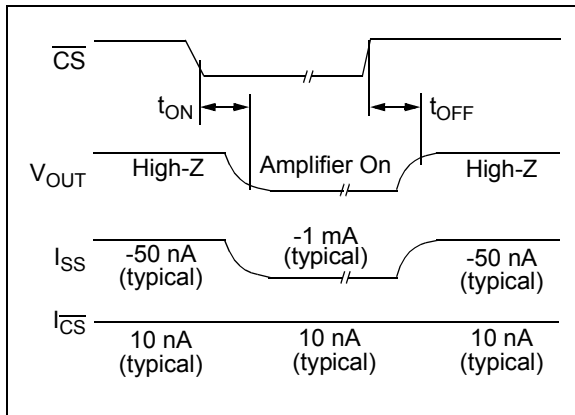 CS
tON
tOFF
VOUT
High-Z
Amplifier On
High-Z
ISS
-50 nA
(typical)
-1 mA
(typical)
-50 nA
(typical)
ICS
10 nA
(typical)
10 nA
(typical)
10 nA
(typical)